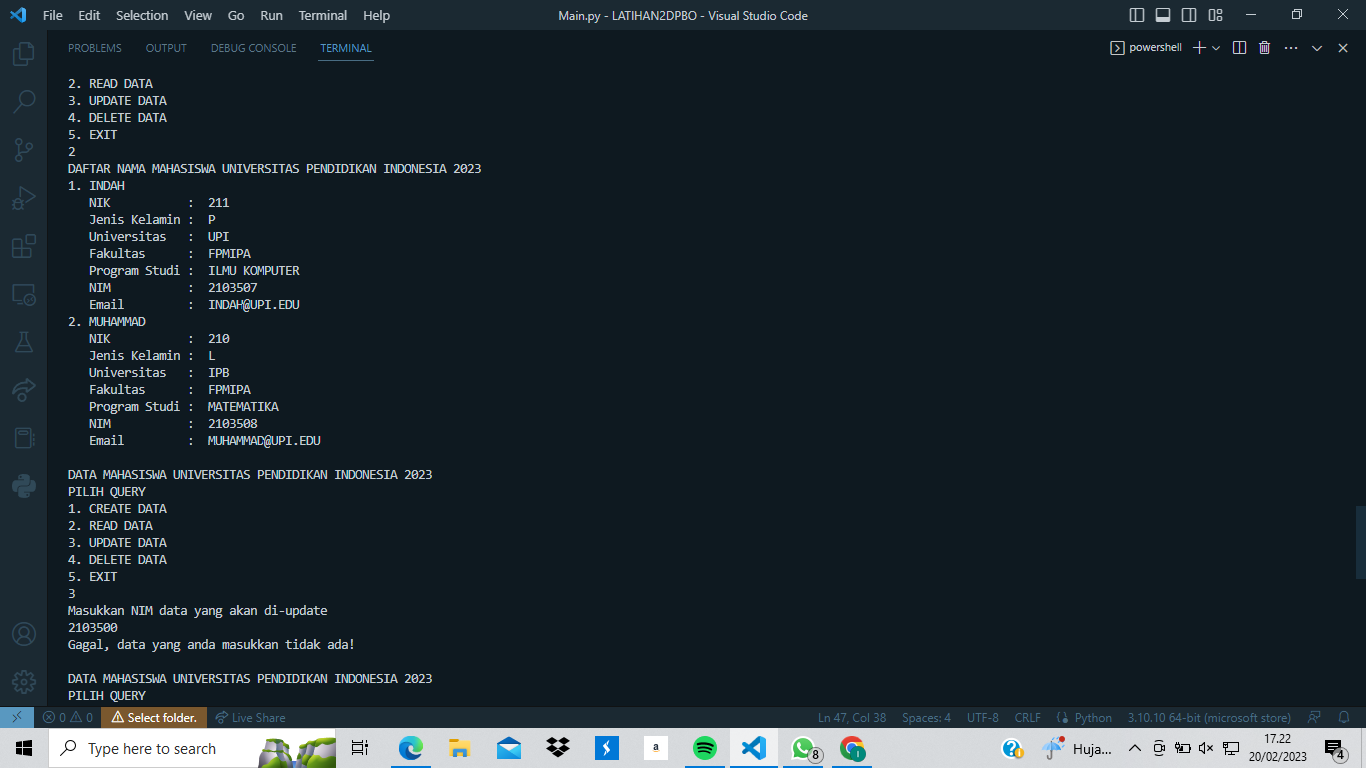 File Edit Selection View Go Run Terminal Help Main.py - LATIHAN2DPBO - Visual Studio Code
PROBLEMS OUTPUT DEBUG CONSOLE TERMINAL powershell
2. READ DATA
3. UPDATE DATA
4. DELETE DATA
5. EXIT
2
DAFTAR NAMA MAHASISWA UNIVERSITAS PENDIDIKAN INDONESIA 2023
1. INDAH
NIK : 211
Jenis Kelamin : P
Universitas : UPI
Fakultas : FPMIPA
Program Studi : ILMU KOMPUTER
NIM : 2103507
Email : INDAH@UPI.EDU
2. MUHAMMAD
NIK : 210
Jenis Kelamin : L
Universitas : IPB
Fakultas : FPMIPA
Program Studi : MATEMATIKA
NIM : 2103508
Email : MUHAMMAD@UPI.EDU
DATA MAHASISWA UNIVERSITAS PENDIDIKAN INDONESIA 2023
PILIH QUERY
1. CREATE DATA
2. READ DATA
3. UPDATE DATA
4. DELETE DATA
5. EXIT
3
Masukkan NIM data yang akan di-update
2103500
Gagal, data yang anda masukkan tidak ada!
DATA MAHASISWA UNIVERSITAS PENDIDIKAN INDONESIA 2023
PILIH QUERY
0 0 Select folder. Live Share Ln 47, Col 38 Spaces: 4 UTF-8 CRLF Python 3.10.10 64-bit (microsoft store)
Type here to search a 8 i Huja... 17.22
20/02/2023 4